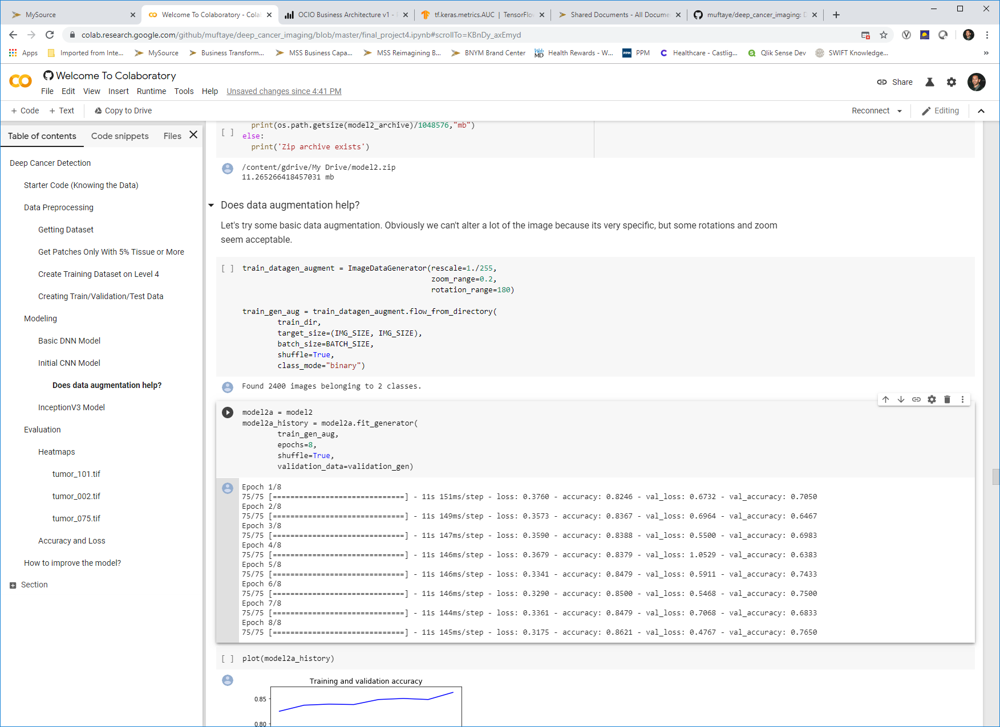 MySource
Welcome To Colaboratory - Cola
OCIO Business Architecture v1 -
tf.keras.metrics.AUC | TensorFlow
Shared Documents - All Docume
muftaye/deep_cancer_imaging: D
colab.research.google.com/github/muftaye/deep_cancer_imaging/blob/master/final_project4.ipynb#scrollTo=KBnDy_axEmyd
Apps
Imported from Inte...
MySource
Business Transform...
MSS Business Capa...
MSS Reimagining B...
BNYM Brand Center
Web MD
Health Rewards - W...
PPM
PPM
Healthcare - Castlig...
Qlik Sense Dev
SWIFT Knowledge...
»
CO
Welcome To Colaboratory
File Edit View Insert Runtime Tools Help Unsaved changes since 4:41 PM
Share
+ Code + Text Copy to Drive
Reconnect
Editing
Table of contents Code snippets Files
Deep Cancer Detection
Starter Code (Knowing the Data)
Data Preprocessing
Getting Dataset
Get Patches Only With 5% Tissue or More
Create Training Dataset on Level 4
Creating Train/Validation/Test Data
Modeling
Basic DNN Model
Initial CNN Model
Does data augmentation help?
InceptionV3 Model
Evaluation
Heatmaps
tumor_101.tif
tumor_002.tif
tumor_075.tif
Accuracy and Loss
How to improve the model?
Section
print(os.path.getsize(model2_archive)/1048576,"mb")
[ ] else:
print('Zip archive exists')
/content/gdrive/My Drive/model2.zip
11.265266418457031 mb
Does data augmentation help?
Let's try some basic data augmentation. Obviously we can't alter a lot of the image because its very specific, but some rotations and zoom
seem acceptable.
[ ] train_datagen_augment = ImageDataGenerator(rescale=1./255,
zoom_range=0.2,
rotation_range=180)
train_gen_aug = train_datagen_augment.flow_from_directory(
train_dir,
target_size=(IMG_SIZE, IMG_SIZE),
batch_size=BATCH_SIZE,
shuffle=True,
class_mode="binary")
Found 2400 images belonging to 2 classes.
model2a = model2
model2a_history = model2a.fit_generator(
train_gen_aug,
epochs=8,
shuffle=True,
validation_data=validation_gen)
Epoch 1/8
75/75 [==============================] - 11s 151ms/step - loss: 0.3760 - accuracy: 0.8246 - val_loss: 0.6732 - val_accuracy: 0.7050
Epoch 2/8
75/75 [==============================] - 11s 149ms/step - loss: 0.3573 - accuracy: 0.8367 - val_loss: 0.6964 - val_accuracy: 0.6467
Epoch 3/8
75/75 [==============================] - 11s 147ms/step - loss: 0.3590 - accuracy: 0.8388 - val_loss: 0.5500 - val_accuracy: 0.6983
Epoch 4/8
75/75 [==============================] - 11s 146ms/step - loss: 0.3679 - accuracy: 0.8379 - val_loss: 1.0529 - val_accuracy: 0.6383
Epoch 5/8
75/75 [==============================] - 11s 146ms/step - loss: 0.3341 - accuracy: 0.8479 - val_loss: 0.5911 - val_accuracy: 0.7433
Epoch 6/8
75/75 [==============================] - 11s 146ms/step - loss: 0.3290 - accuracy: 0.8500 - val_loss: 0.5468 - val_accuracy: 0.7500
Epoch 7/8
75/75 [==============================] - 11s 144ms/step - loss: 0.3361 - accuracy: 0.8479 - val_loss: 0.7068 - val_accuracy: 0.6833
Epoch 8/8
75/75 [==============================] - 11s 145ms/step - loss: 0.3175 - accuracy: 0.8621 - val_loss: 0.4767 - val_accuracy: 0.7650
[ ] plot(model2a_history)
Training and validation accuracy
0.85
0.80